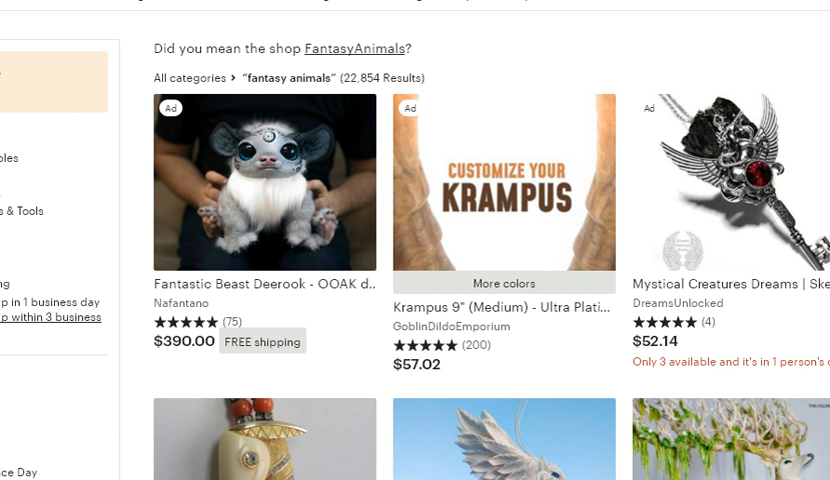 Did you mean the shop FantasyAnimals?
All categories > "fantasy animals" (22,854 Results)
Ad
Ad
CUSTOMIZE YOUR
KRAMPUS
Ad
More colors
Fantastic Beast Deerook - OOAK d..
Nafantano
(75)
$390.00 FREE shipping
Krampus 9" (Medium) - Ultra Plati...
GoblinDildoEmporium
(200)
$57.02
Mystical Creatures Dreams | Ske
DreamsUnlocked
(4)
$52.14
Only 3 available and it's in 1 person's c
oles
s & Tools
ng
p in 1 business day
p within 3 business
ce Day
THIS FIGUR